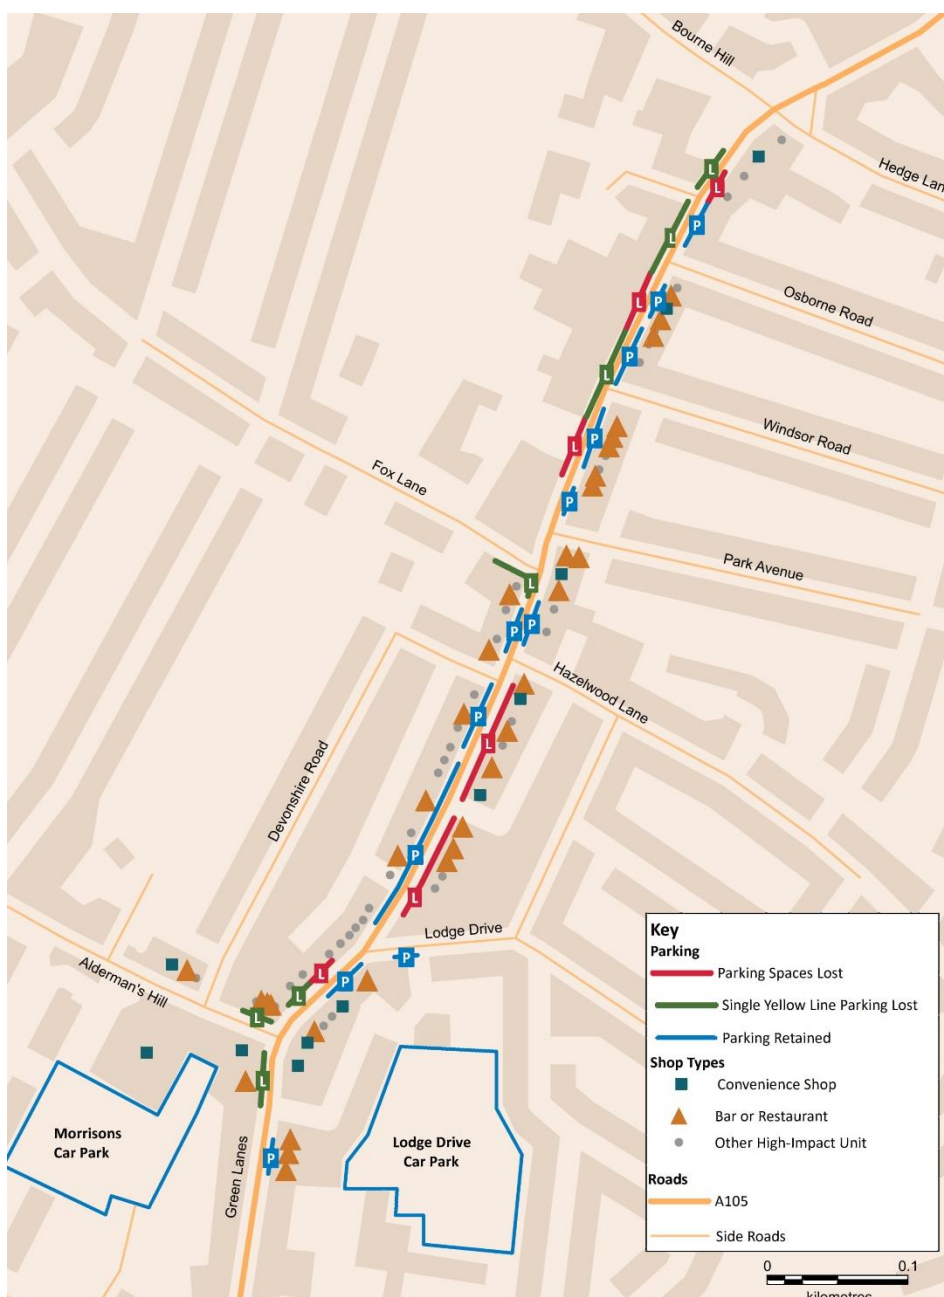 Bourne Hill
Hedge Lan
L
L
L
P
Osborne Road
L
P
P
L
Windsor Road
L
P
Fox Lane
P
Park Avenue
L
P
P
Hazelwood Lane
P
L
Devonshire Road
P
L
Lodge Drive
P
Alderman's Hill
L
P
L
L
L
Morrisons
Car Park
Lodge Drive
Car Park
Green Lanes
P
Key
Parking
Parking Spaces Lost
Single Yellow Line Parking Lost
Parking Retained
Shop Types
Convenience Shop
Bar or Restaurant
Other High-Impact Unit
Roads
A105
Side Roads
0 0.1
kilometres